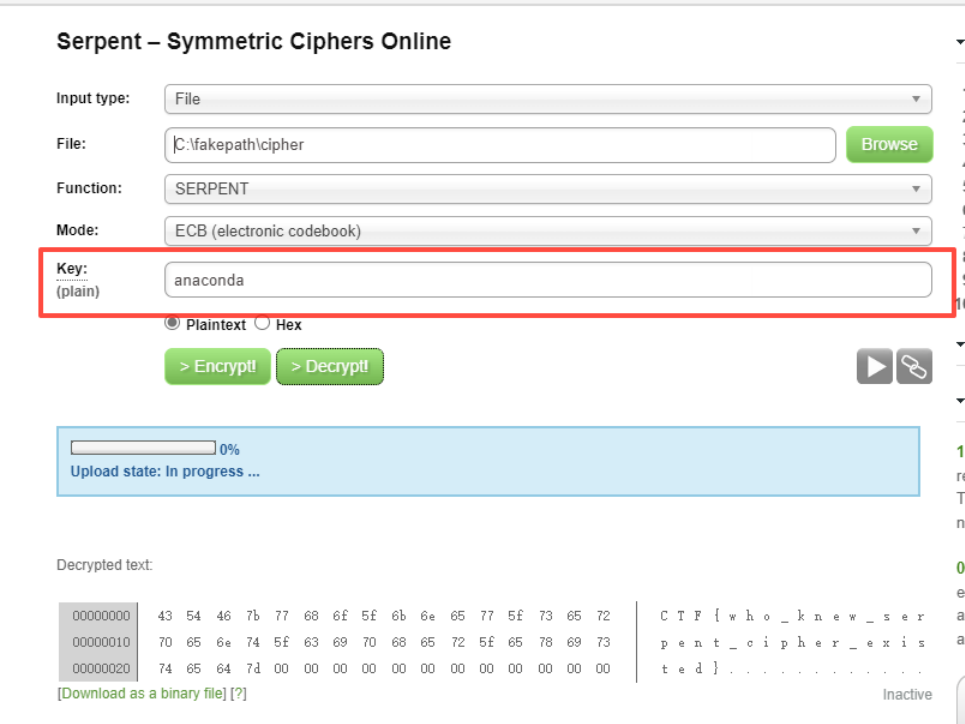 Serpent – Symmetric Ciphers Online
Input type: File
File: C:\fakepath\cipher Browse
Function: SERPENT
Mode: ECB (electronic codebook)
Key: anaconda
(plain)
Plaintext Hex
> Encrypt! > Decrypt!
0%
Upload state: In progress ...
Decrypted text:
00000000 43 54 46 7b 77 68 6f 5f 6b 6e 65 77 5f 73 65 72 C T F { w h o _ k n e w _ s e r
00000010 70 65 6e 74 5f 63 69 70 68 65 72 5f 65 78 69 73 p e n t _ c i p h e r _ e x i s
00000020 74 65 64 7d 00 00 00 00 00 00 00 00 00 00 00 00 t e d } . . . . . . . . . . . .
[Download as a binary file] [?] Inactive